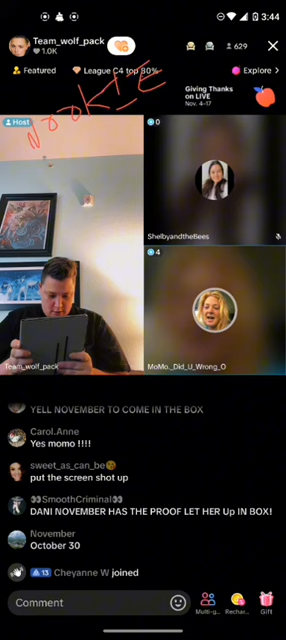 3:44
Team_wolf_pack
1.0K
629
Featured
League C4 top 80%
Explore >
NooKIE
Giving Thanks
on LIVE
Nov. 4-17
Host
0
ShelbyandtheBees
4
Team_wolf_pack
MoMo._Did_U_Wrong_O
YELL NOVEMBER TO COME IN THE BOX
Carol.Anne
Yes momo !!!!
sweet_as_can_be😘
put the screen shot up
👀SmoothCriminal👀
DANI NOVEMBER HAS THE PROOF LET HER Up IN BOX!
November
October 30
13 Cheyanne W joined
Comment
Multi-g...
Rechar...
Gift